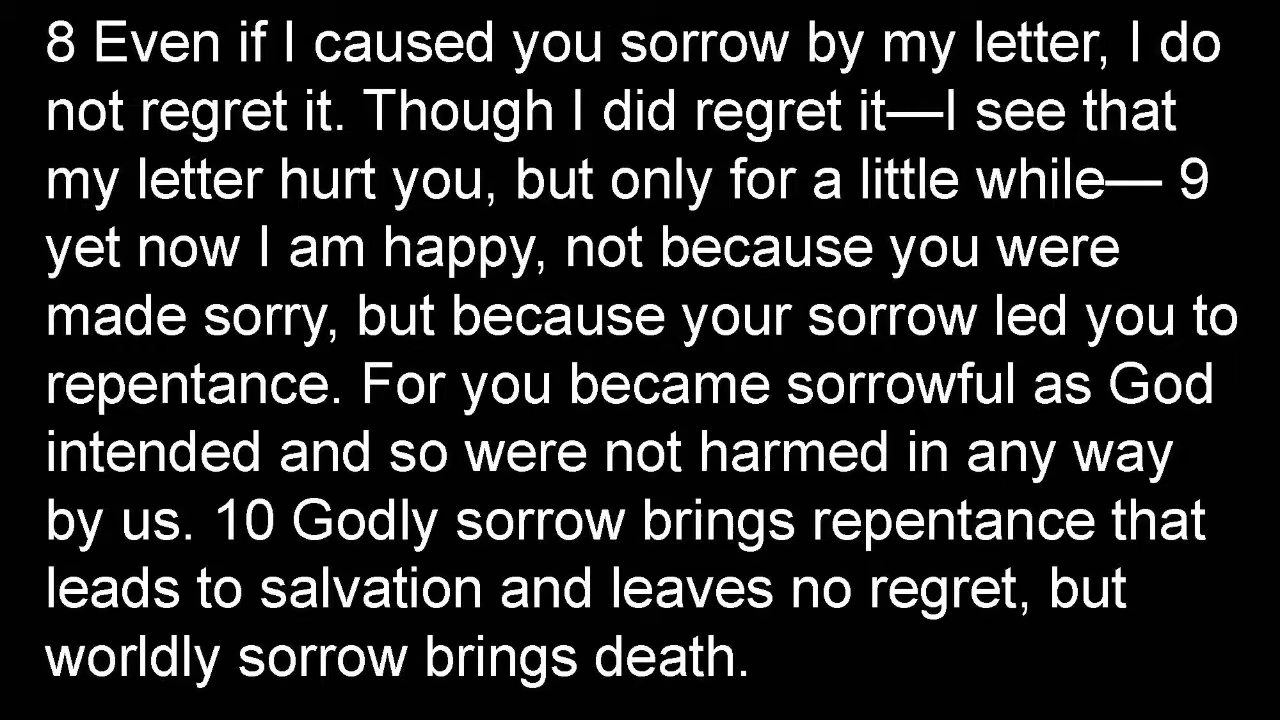 8 Even if I caused you sorrow by my letter, I do
not regret it. Though I did regret it—I see that
my letter hurt you, but only for a little while— 9
yet now I am happy, not because you were
made sorry, but because your sorrow led you to
repentance. For you became sorrowful as God
intended and so were not harmed in any way
by us. 10 Godly sorrow brings repentance that
leads to salvation and leaves no regret, but
worldly sorrow brings death.